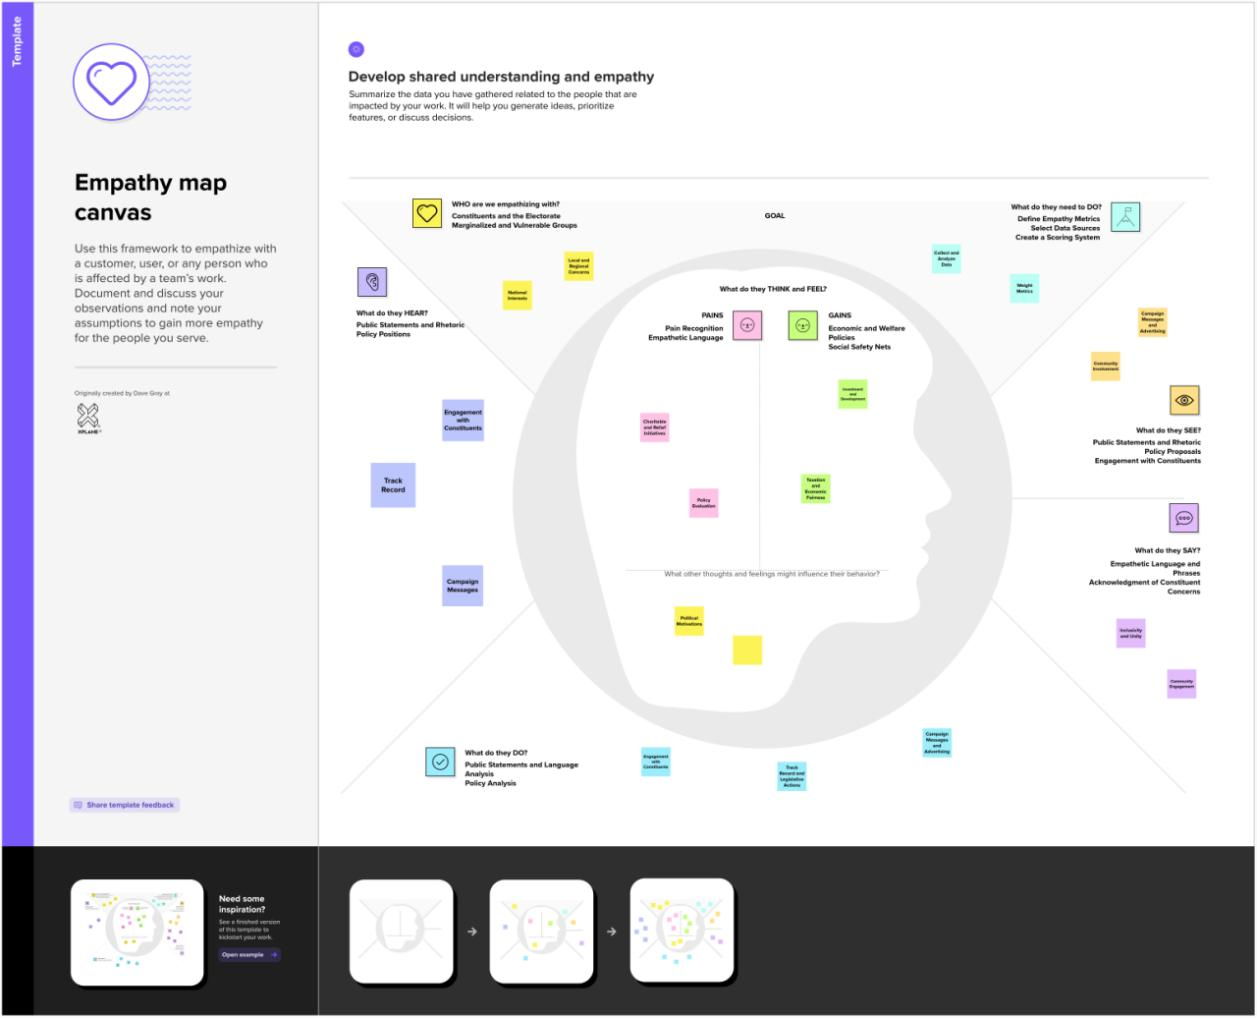 Template
Empathy map
canvas
Use this framework to empathize with
a customer, user, or any person who
is affected by a team's work.
Document and discuss your
observations and note your
assumptions to gain more empathy
for the people you serve.
Originally created by Dave Gray at
XPLANE
Share template feedback
Develop shared understanding and empathy
Summarize the data you have gathered related to the people that are
impacted by your work. It will help you generate ideas, prioritize
features, or discuss decisions.
WHO are we empathizing with?
Constituents and the Electorate
Marginalized and Vulnerable Groups
GOAL
What do they need to DO?
Define Empathy Metrics
Select Data Sources
Create a Scoring System
Local and
Regional
Concerns
National
Interests
Collect and
Analyze
Data
Weight
Metrics
What do they HEAR?
Public Statements and Rhetoric
Policy Positions
Engagement
with
Constituents
Track
Record
Campaign
Messages
What do they THINK and FEEL?
PAINS
Pain Recognition
Empathetic Language
GAINS
Economic and Welfare
Policies
Social Safety Nets
Charitable
and Relief
Initiatives
Policy
Evaluation
Investment
and
Development
Taxation
and
Economic
Fairness
What other thoughts and feelings might influence their behavior?
Political
Motivations
Campaign
Messages
and
Advertising
Community
Involvement
What do they SEE?
Public Statements and Rhetoric
Policy Proposals
Engagement with Constituents
What do they SAY?
Empathetic Language and
Phrases
Acknowledgment of Constituent
Concerns
Inclusivity
and Unity
Community
Engagement
What do they DO?
Public Statements and Language
Analysis
Policy Analysis
Engagement
with
Constituents
Track
Record and
Legislative
Actions
Campaign
Messages
and
Advertising
Need some
inspiration?
See a finished version
of this template to
kickstart your work.
Open example